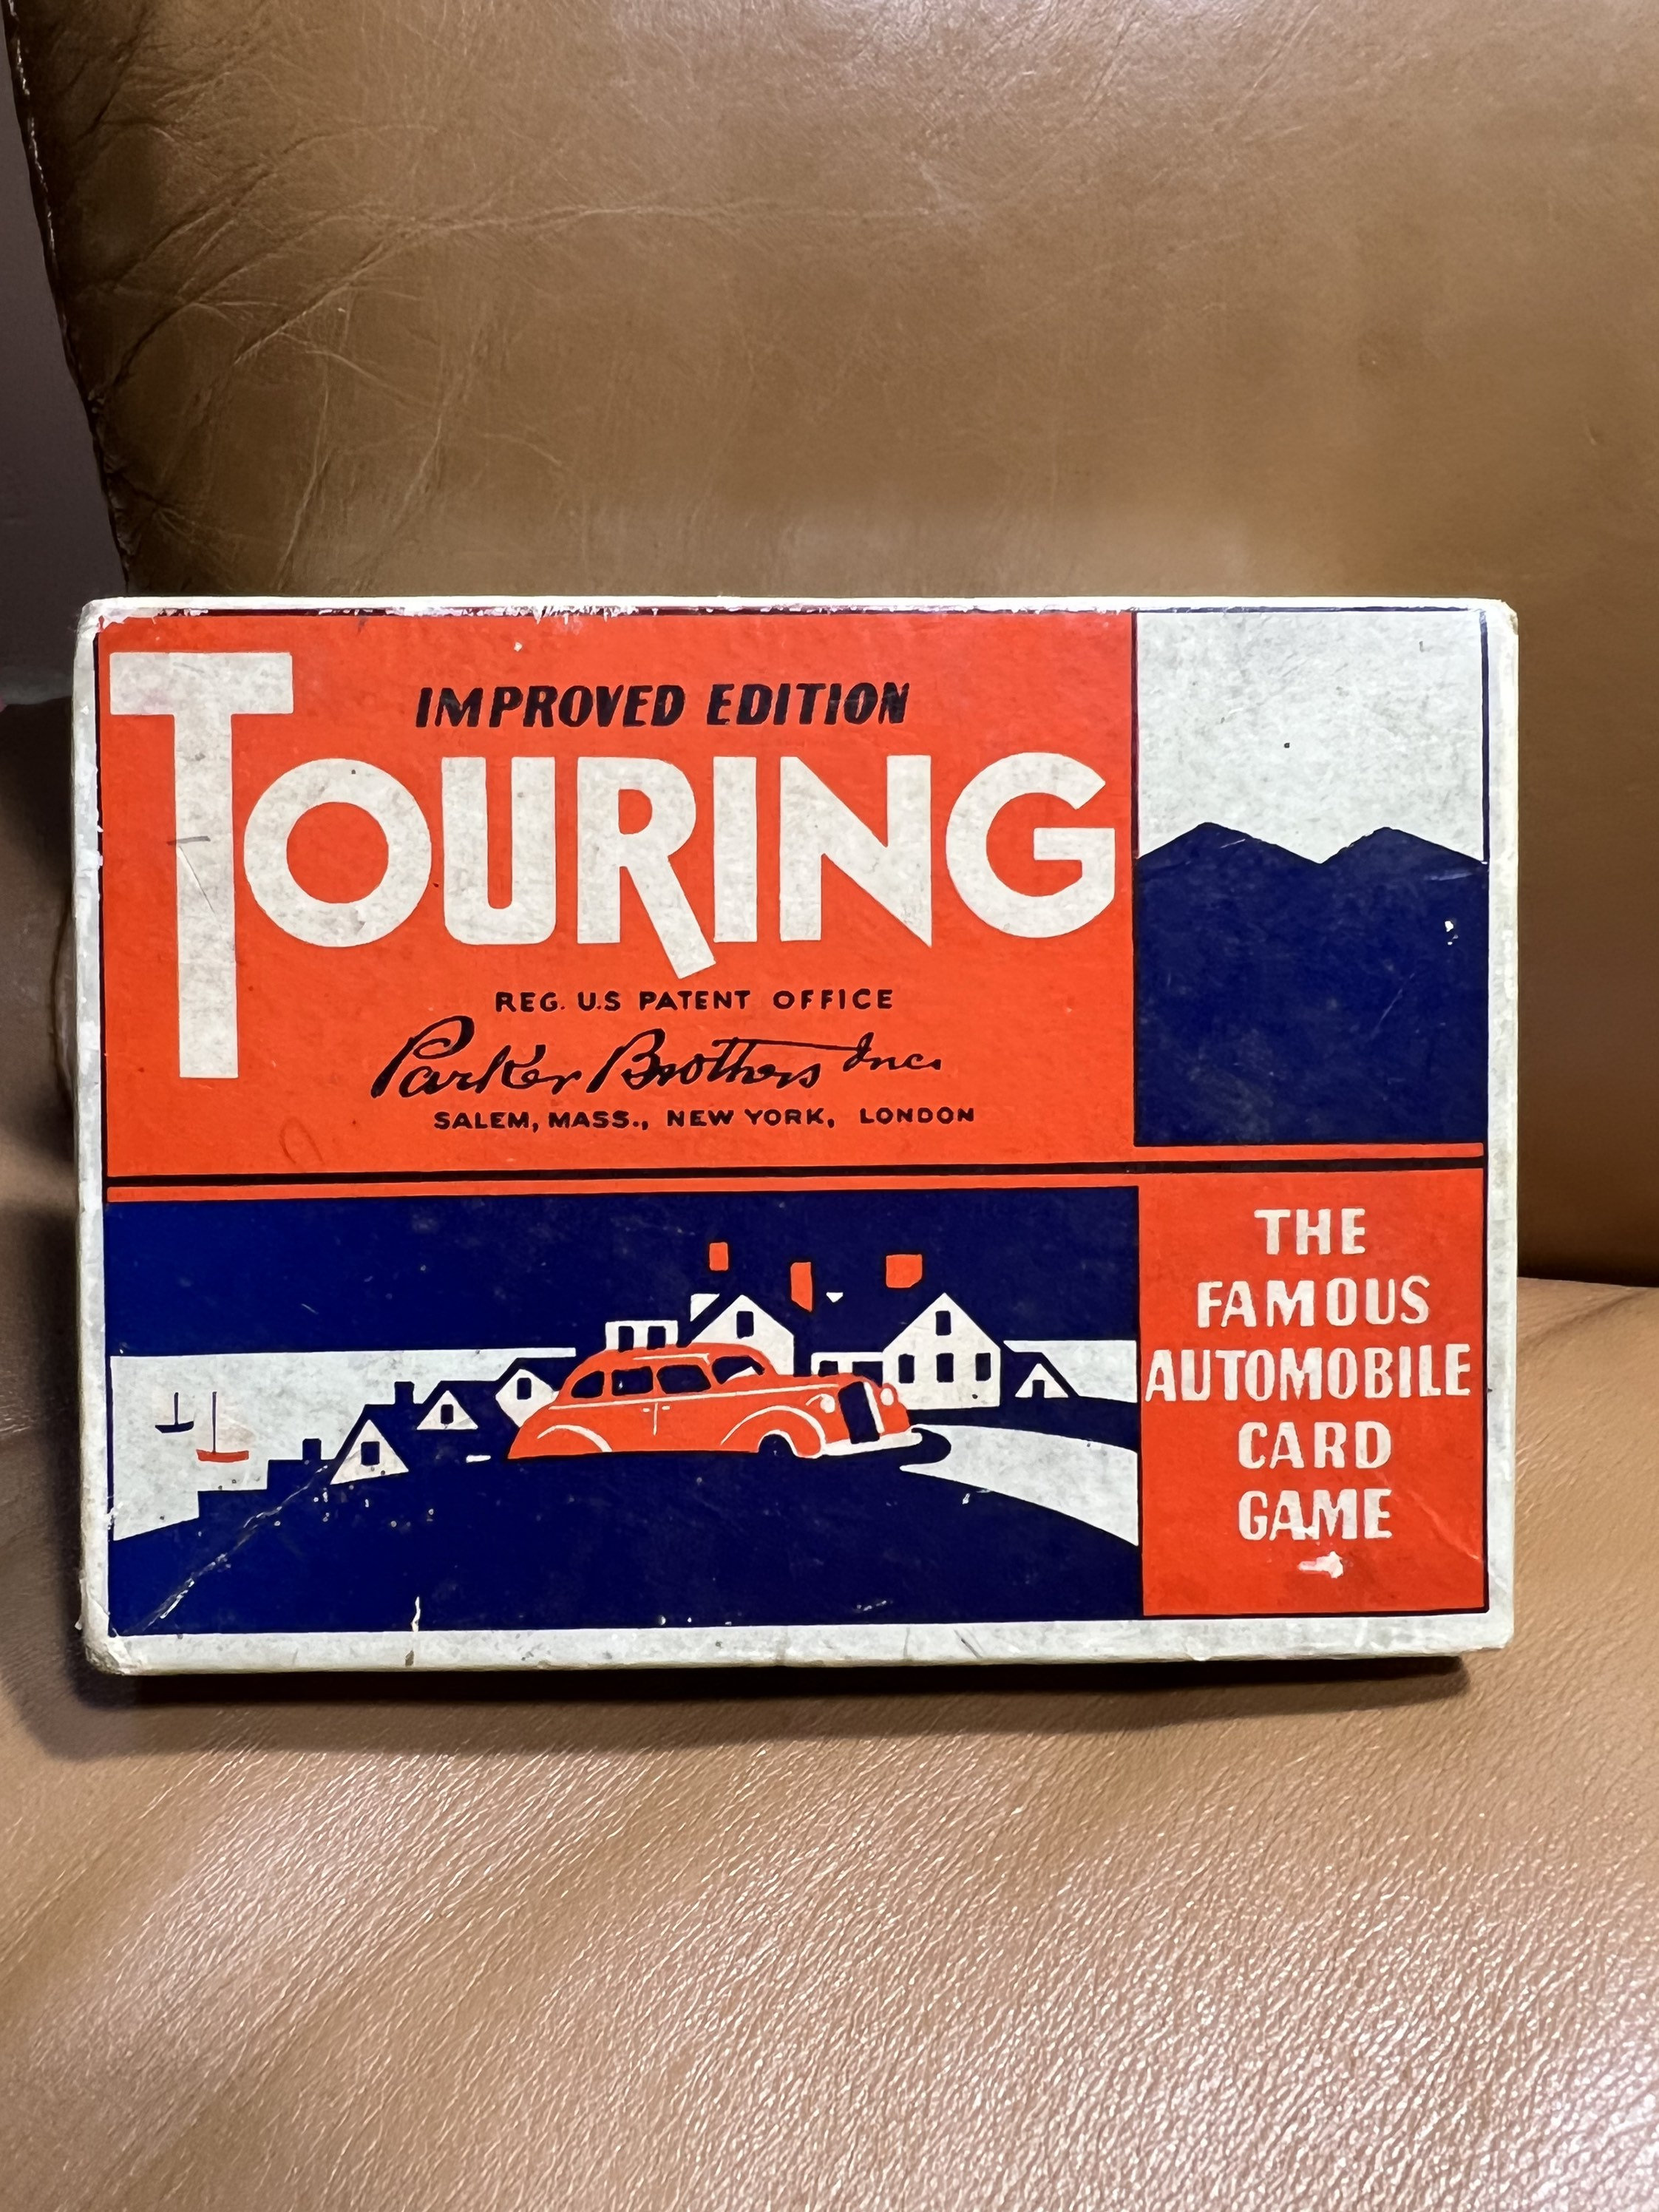 IMPROVED EDITION
TOURING
REG. U.S PATENT OFFICE
Parker Brothers Inc.
SALEM, MASS., NEW YORK, LONDON
THE
FAMOUS
AUTOMOBILE
CARD
GAME